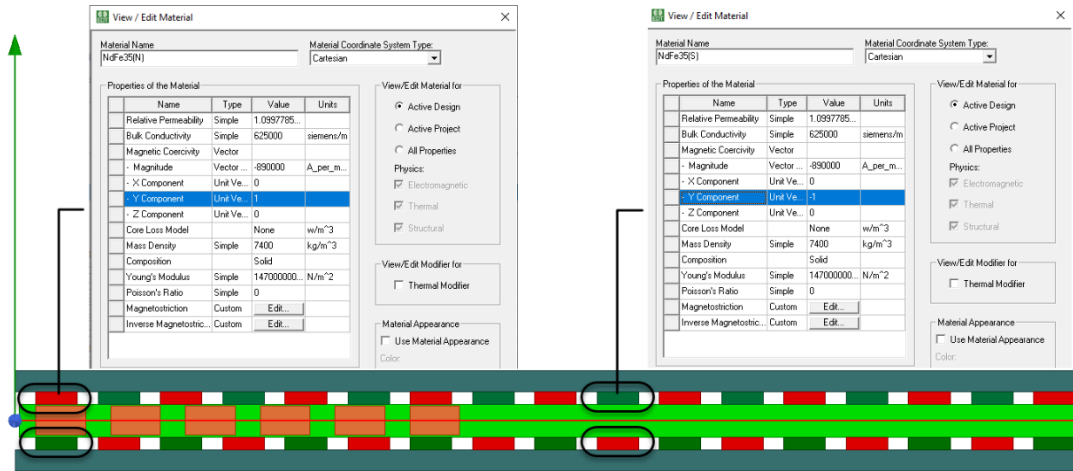 View / Edit Material
Material Name
NdFe35(N)
Material Coordinate System Type:
Cartesian
Properties of the Material
Name Type Value Units
Relative Permeability Simple 1.0997785...
Bulk Conductivity Simple 625000 siemens/m
Magnetic Coercivity Vector
- Magnitude Vector ... -890000 A_per_m...
- X Component Unit Ve... 0
- Y Component Unit Ve... 1
- Z Component Unit Ve... 0
Core Loss Model None w/m^3
Mass Density Simple 7400 kg/m^3
Composition Solid
Young's Modulus Simple 147000000... N/m^2
Poisson's Ratio Simple 0
Magnetostriction Custom Edit...
Inverse Magnetostric... Custom Edit...
View/Edit Material for
Active Design
Active Project
All Properties
Physics:
Electromagnetic
Thermal
Structural
View/Edit Modifier for
Thermal Modifier
Material Appearance
Use Material Appearance
Color:
View / Edit Material
Material Name
NdFe35(S)
Material Coordinate System Type:
Cartesian
Properties of the Material
Name Type Value Units
Relative Permeability Simple 1.0997785...
Bulk Conductivity Simple 625000 siemens/m
Magnetic Coercivity Vector
- Magnitude Vector ... -890000 A_per_m...
- X Component Unit Ve... 0
- Y Component Unit Ve... -1
- Z Component Unit Ve... 0
Core Loss Model None w/m^3
Mass Density Simple 7400 kg/m^3
Composition Solid
Young's Modulus Simple 147000000... N/m^2
Poisson's Ratio Simple 0
Magnetostriction Custom Edit...
Inverse Magnetostric... Custom Edit...
View/Edit Material for
Active Design
Active Project
All Properties
Physics:
Electromagnetic
Thermal
Structural
View/Edit Modifier for
Thermal Modifier
Material Appearance
Use Material Appearance
Color: